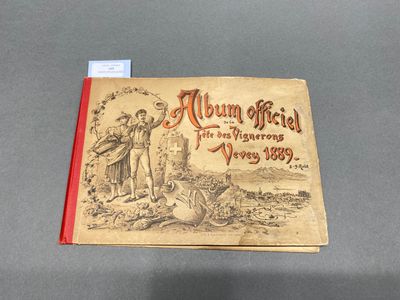 Album officiel
de la
Fête des Vignerons
Vevey 1889.